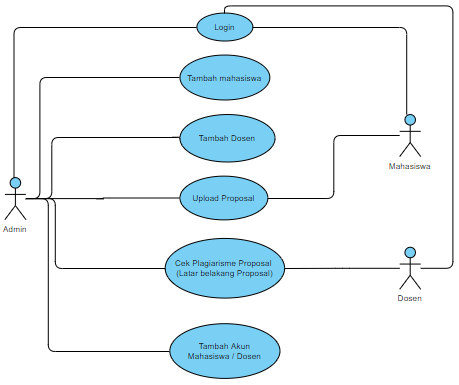 Login
Tambah mahasiswa
Tambah Dosen
Mahasiswa
Upload Proposal
Admin
Cek Plagiarisme Proposal
(Latar belakang Proposal)
Dosen
Tambah Akun
Mahasiswa / Dosen